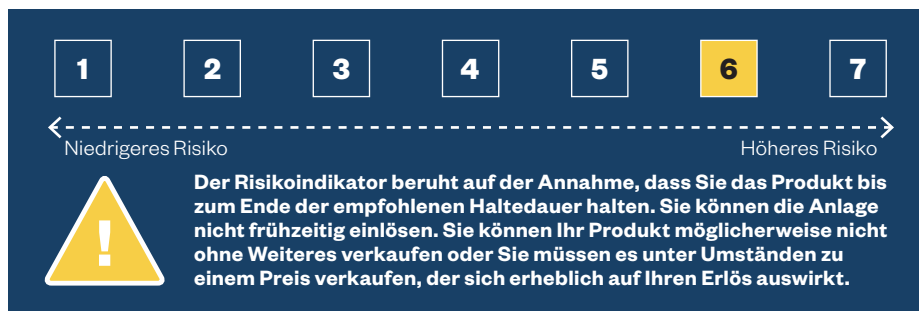 1 2 3 4 5 6 7
Niedrigeres Risiko Höheres Risiko
Der Risikoindikator beruht auf der Annahme, dass Sie das Produkt bis
zum Ende der empfohlenen Haltedauer halten. Sie können die Anlage
nicht frühzeitig einlösen. Sie können Ihr Produkt möglicherweise nicht
ohne Weiteres verkaufen oder Sie müssen es unter Umständen zu
einem Preis verkaufen, der sich erheblich auf Ihren Erlös auswirkt.
!